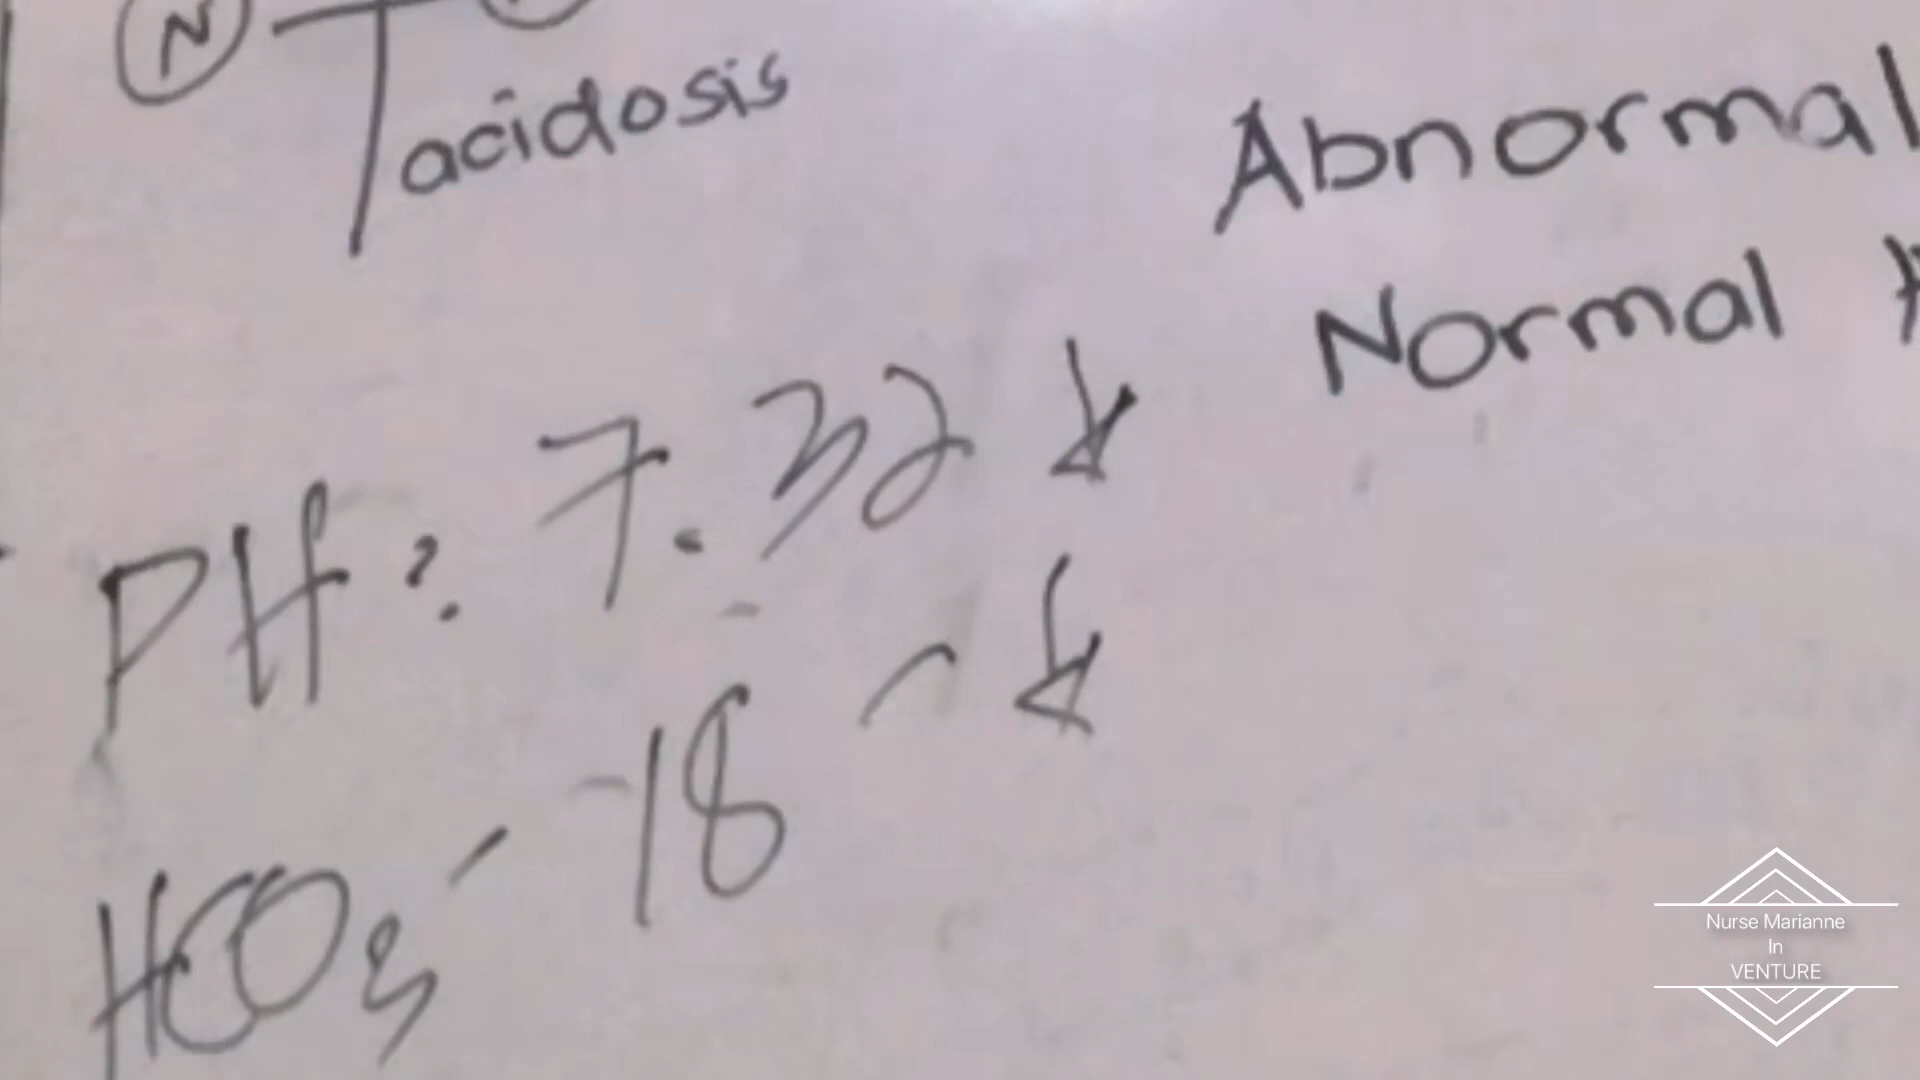 N
acidosis
Abnormal
Normal
PH: 7.32 ↓
HCO3 - 18 - ↓
Nurse Marianne
In
VENTURE